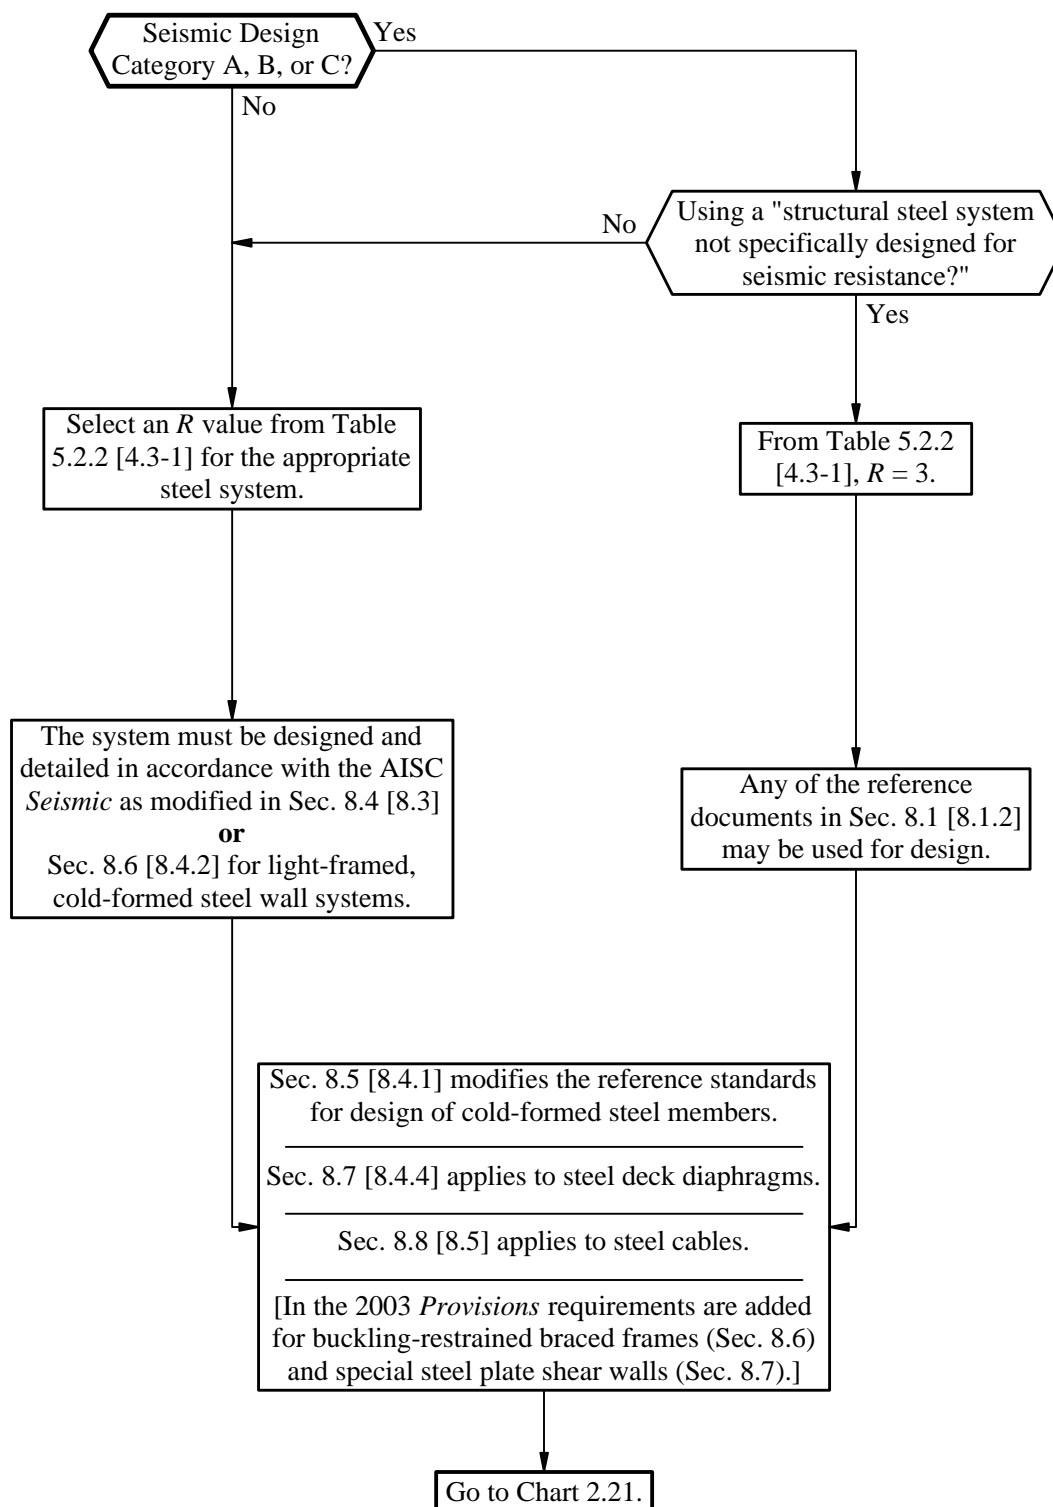 Seismic Design
Category A, B, or C?
Yes
No
Using a "structural steel system
not specifically designed for
seismic resistance?"
No
Yes
Select an R value from Table
5.2.2 [4.3-1] for the appropriate
steel system.
From Table 5.2.2
[4.3-1], R = 3.
The system must be designed and
detailed in accordance with the AISC
Seismic as modified in Sec. 8.4 [8.3]
or
Sec. 8.6 [8.4.2] for light-framed,
cold-formed steel wall systems.
Any of the reference
documents in Sec. 8.1 [8.1.2]
may be used for design.
Sec. 8.5 [8.4.1] modifies the reference standards
for design of cold-formed steel members.
Sec. 8.7 [8.4.4] applies to steel deck diaphragms.
Sec. 8.8 [8.5] applies to steel cables.
[In the 2003 Provisions requirements are added
for buckling-restrained braced frames (Sec. 8.6)
and special steel plate shear walls (Sec. 8.7).]
Go to Chart 2.21.